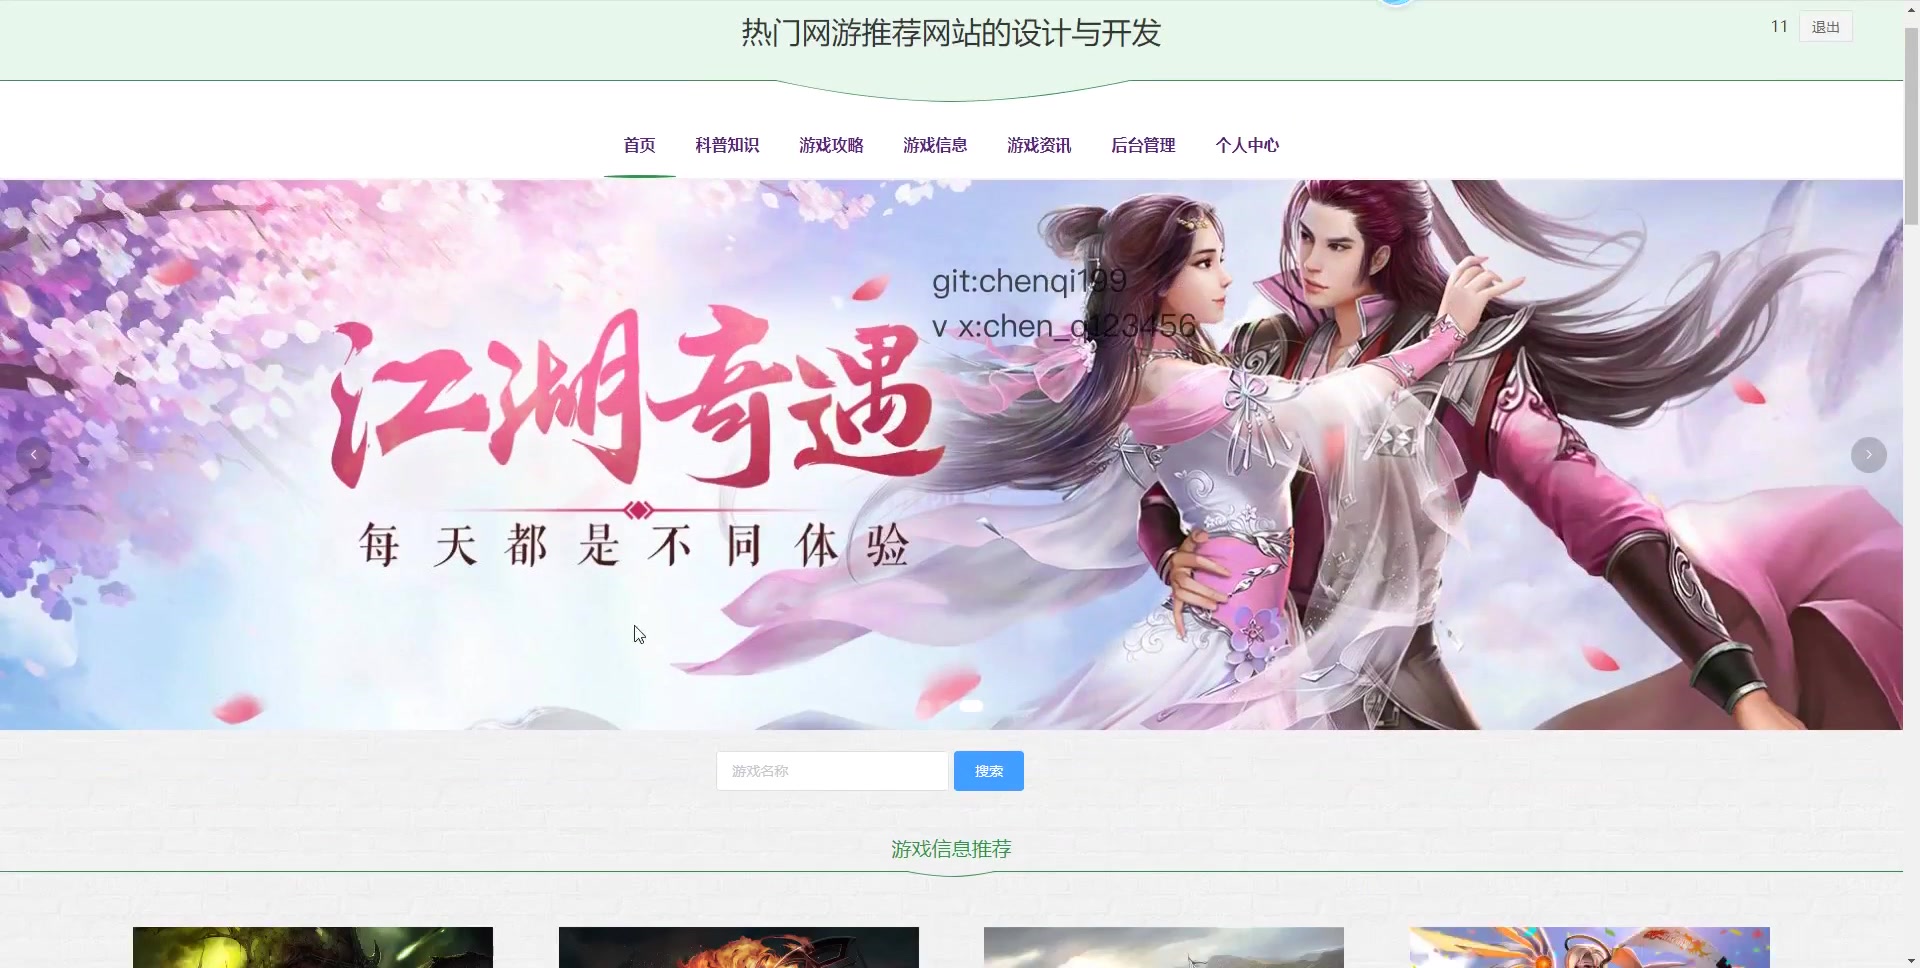 热门网游推荐网站的设计与开发
11 退出
首页 科普知识 游戏攻略 游戏信息 游戏资讯 后台管理 个人中心
git:chenqi199
v x:chen_qi123456
江湖奇遇
每天都是不同体验
游戏名称 搜索
游戏信息推荐